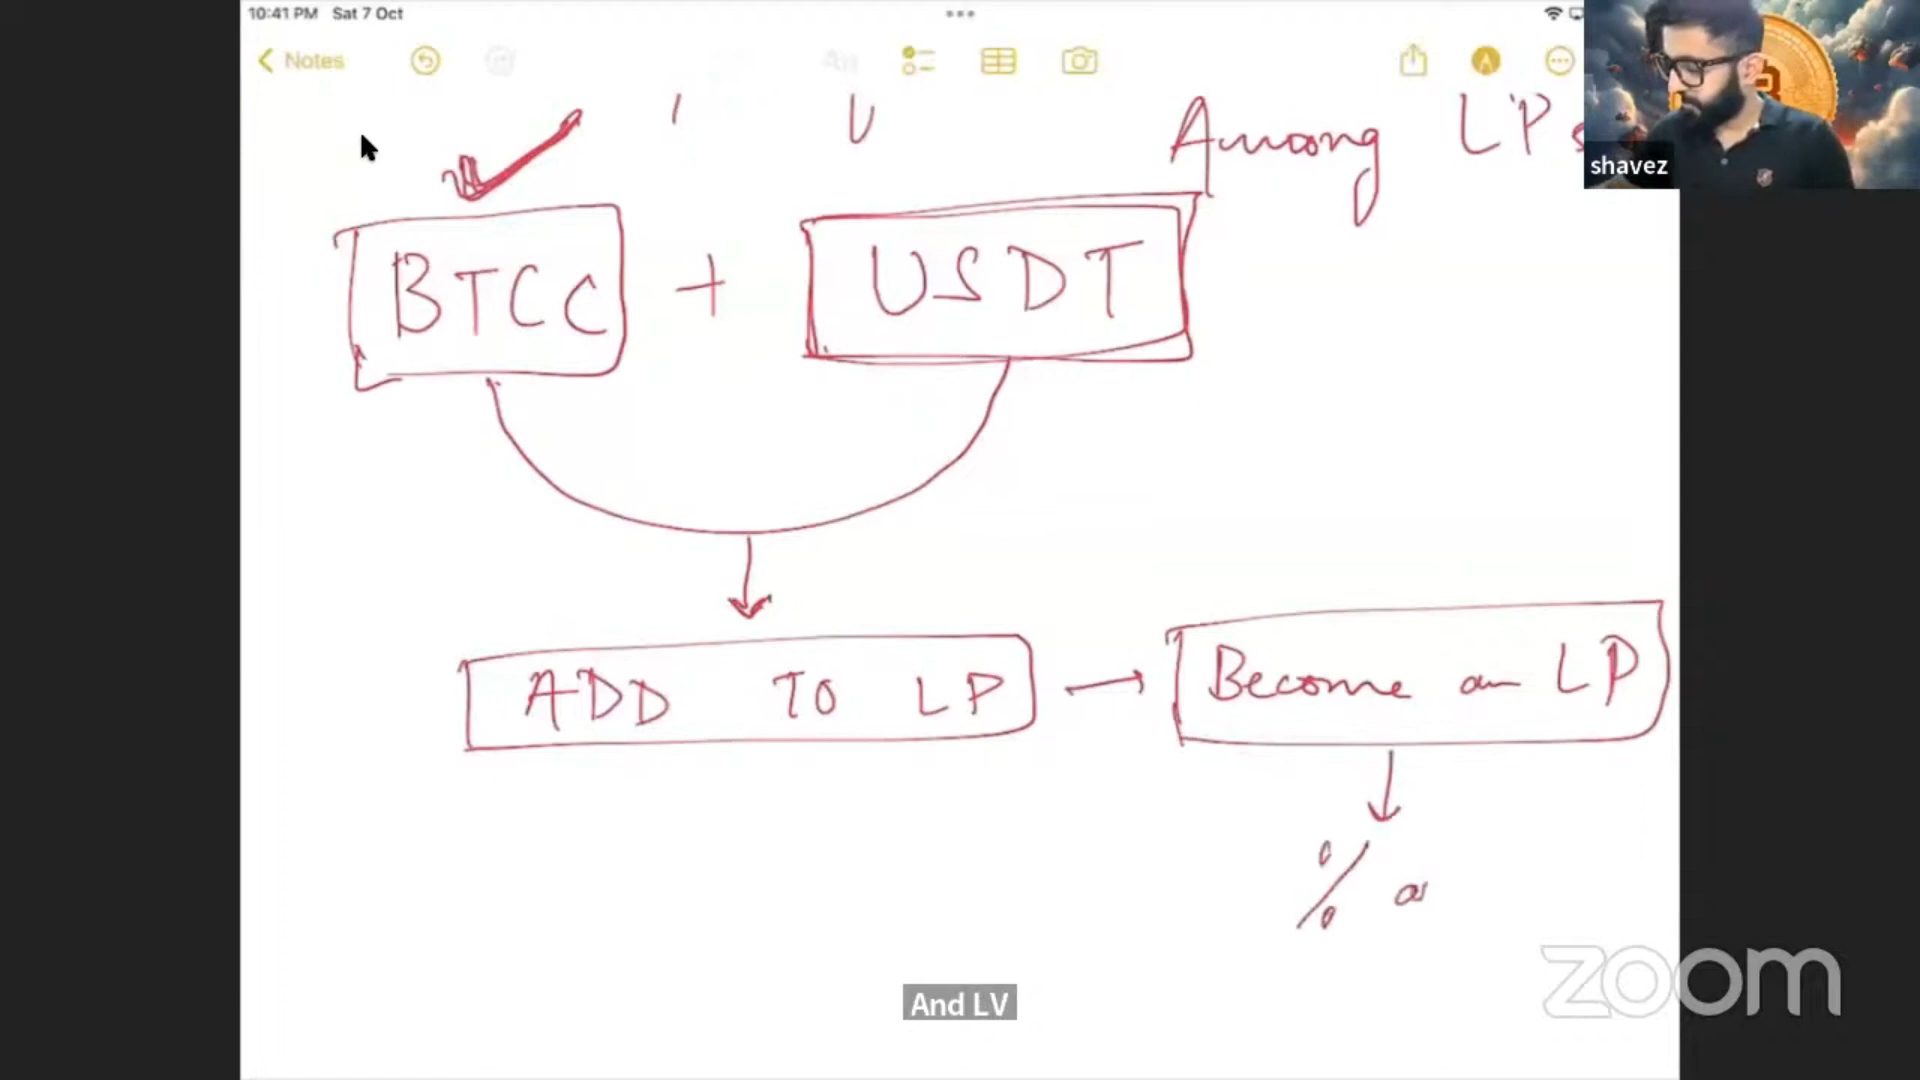 10:41 PM Sat 7 Oct
Notes
Among LPs
shavez
BTCC + USDT
ADD TO LP → Become an LP
%
And LV
zoom